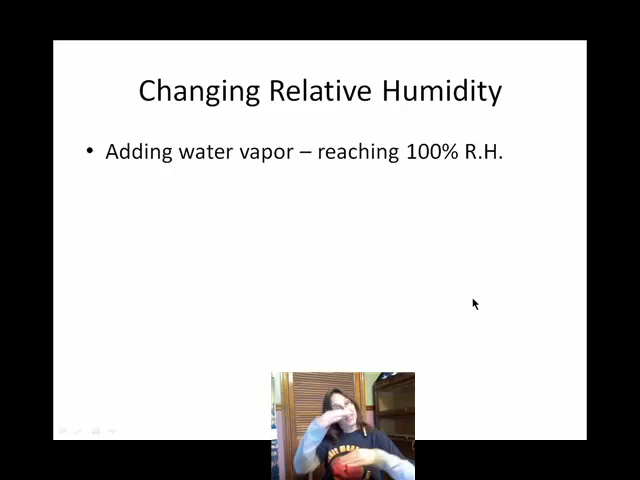 Changing Relative Humidity
• Adding water vapor – reaching 100% R.H.